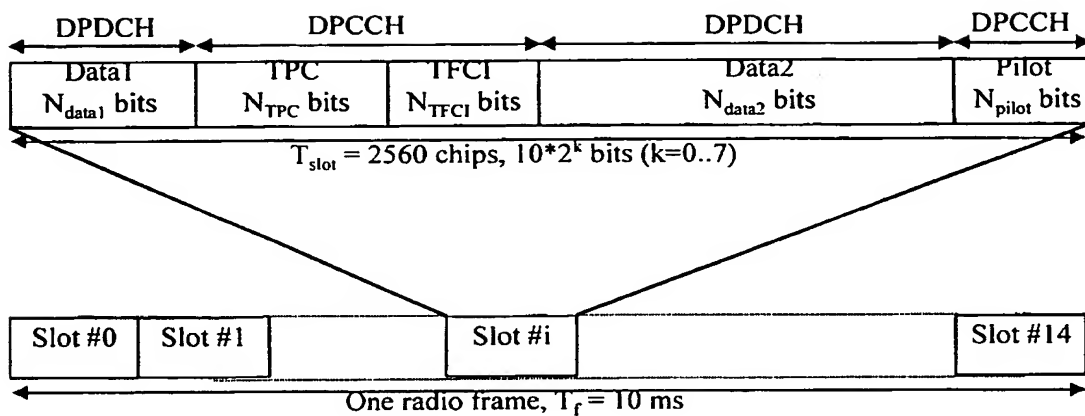 DPDCH DPCCH DPDCH DPCCH
Data1 TPC TFCI Data2 Pilot
N_data1 bits N_TPC bits N_TFCI bits N_data2 bits N_pilot bits
T_slot = 2560 chips, 10*2^k bits (k=0..7)
Slot #0 Slot #1 Slot #i Slot #14
One radio frame, T_f = 10 ms